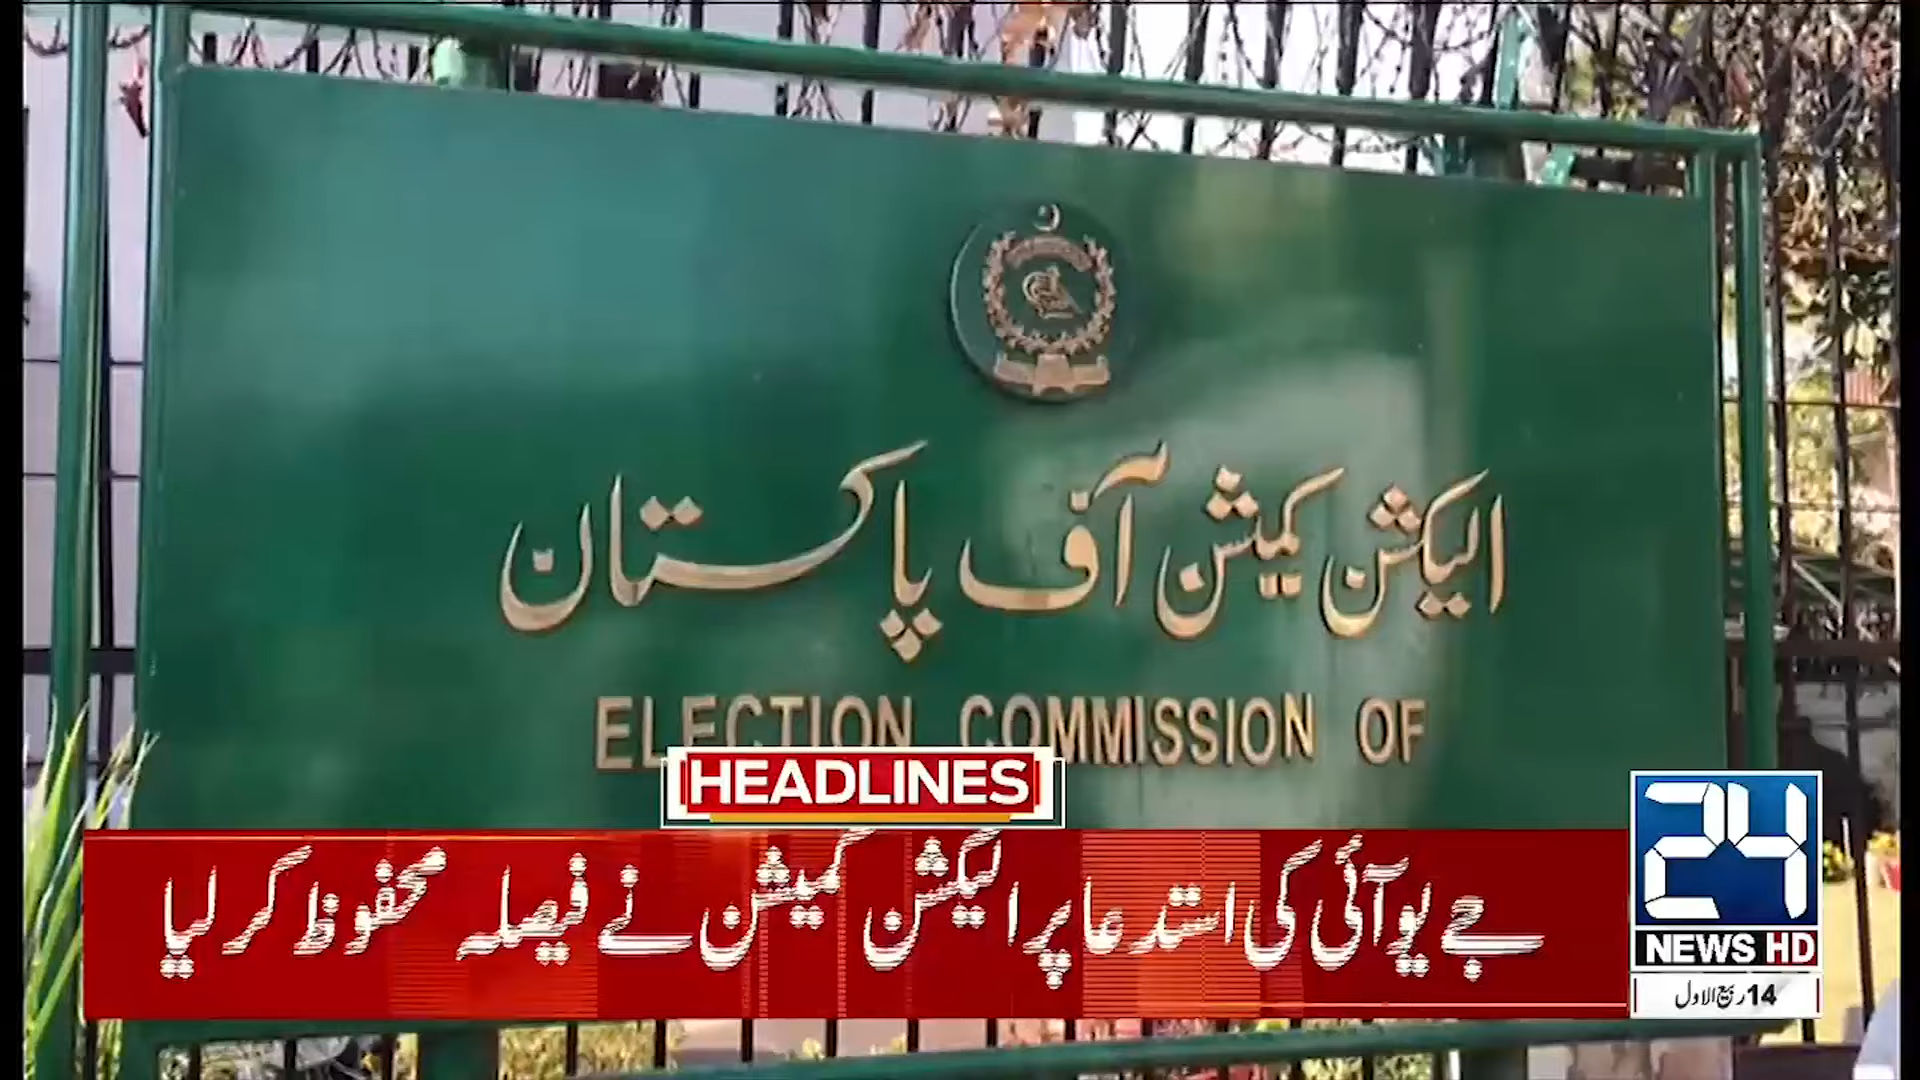 الیکشن کمیشن آف پاکستان
ELECTION COMMISSION OF
HEADLINES
جے یو آئی کی استدعا پر الیکشن کمیشن نے فیصلہ محفوظ کر لیا
24
NEWS HD
14 ربیع الاول